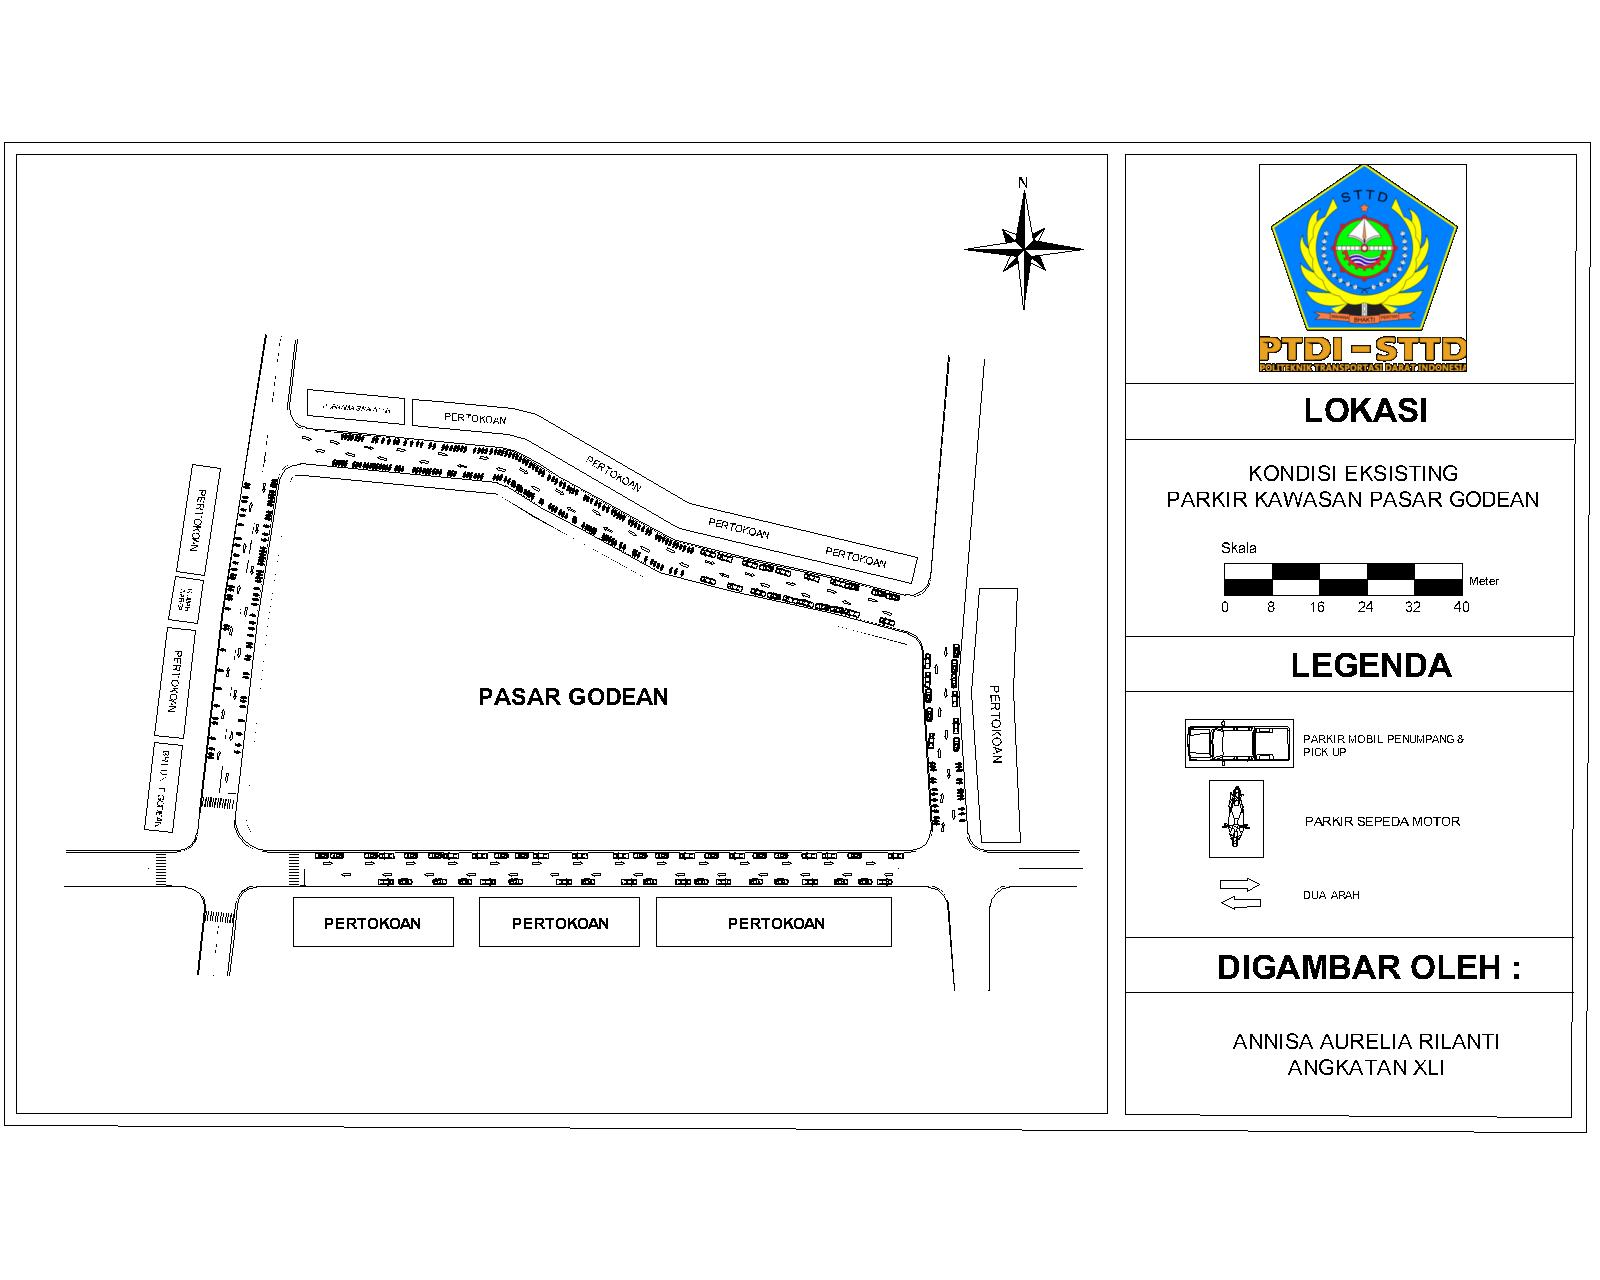 N
PERTOKOAN
PERTOKOAN
PERTOKOAN
PERTOKOAN
PERTOKOAN
PERTOKOAN
PERTOKOAN
PASAR GODEAN
PERTOKOAN
PERTOKOAN
PERTOKOAN
STTD
BHAKTI
PTDI-STTD
POLITEKNIK TRANSPORTASI DARAT INDONESIA
LOKASI
KONDISI EKSISTING
PARKIR KAWASAN PASAR GODEAN
Skala
Meter
0 8 16 24 32 40
LEGENDA
PARKIR MOBIL PENUMPANG &
PICK UP
PARKIR SEPEDA MOTOR
DUA ARAH
DIGAMBAR OLEH :
ANNISA AURELIA RILANTI
ANGKATAN XLI